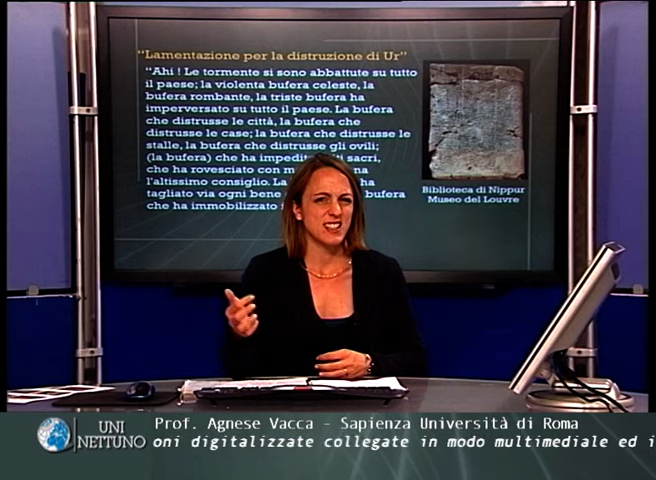 “Lamentazione per la distruzione di Ur”
“Ahi ! Le tormente si sono abbattute su tutto
il paese; la violenta bufera celeste, la
bufera rombante, la triste bufera ha
imperversato su tutto il paese. La bufera
che distrusse le città, la bufera che
distrusse le case; la bufera che distrusse le
stalle, la bufera che distrusse gli ovili;
(la bufera) che ha sacri,
che ha rovesciato con
l'altissimo consiglio. ha
tagliato via ogni bene bufera
che ha immobilizzato
Biblioteca di Nippur
Museo del Louvre
UNI
NETTUNO
Prof. Agnese Vacca - Sapienza Università di Roma
oni digitalizzate collegate in modo multimediale ed i